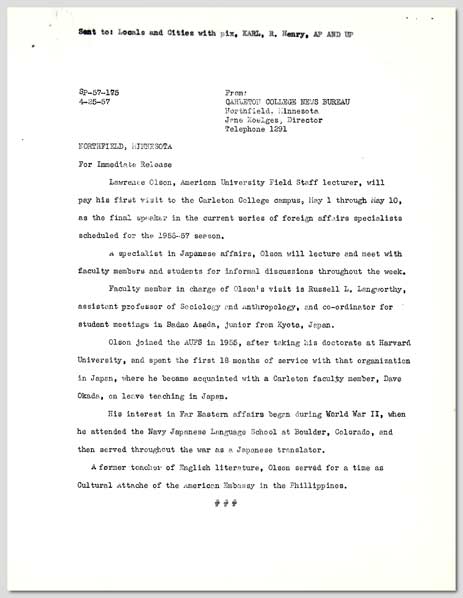 Sent to: Locals and Cities with pix, KARL, R. Henry, AP AND UP
SP-57-175
4-25-57
From:
CARLETON COLLEGE NEWS BUREAU
Northfield, Minnesota
Jane Koelges, Director
Telephone 1291
NORTHFIELD, MINNESOTA
For Immediate Release
Lawrence Olson, American University Field Staff lecturer, will
pay his first visit to the Carleton College campus, May 1 through May 10,
as the final speaker in the current series of foreign affairs specialists
scheduled for the 1956-57 season.
A specialist in Japanese affairs, Olson will lecture and meet with
faculty members and students for informal discussions throughout the week.
Faculty member in charge of Olson's visit is Russell L. Langworthy,
assistant professor of Sociology and Anthropology, and co-ordinator for
student meetings is Asada, junior from Kyoto, Japan.
Olson joined the AUFS in 1955, after taking his doctorate at Harvard
University, and spent the first 18 months of service with that organization
in Japan, where he became acquainted with a Carleton faculty member, Dave
Okada, on leave teaching in Japan.
His interest in Far Eastern affairs began during World War II, when
he attended the Navy Japanese Language School at Boulder, Colorado, and
then served throughout the war as a Japanese translator.
A former teacher of English literature, Olson served for a time as
Cultural Attache of the American Embassy in the Phillippines.
# # #